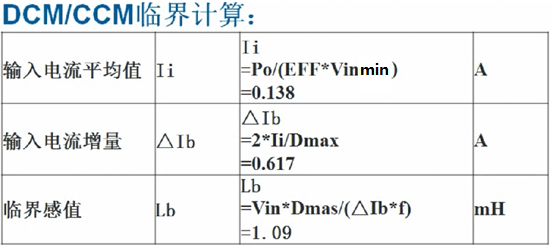 DCM/CCM临界计算：
输入电流平均值
Ii
Ii
=Po/(EFF*Vinmin)
=0.138
A
输入电流增量
△Ib
△Ib
=2*Ii/Dmax
=0.617
A
临界感值
Lb
Lb
=Vin*Dmas/(△Ib*f)
=1.09
mH